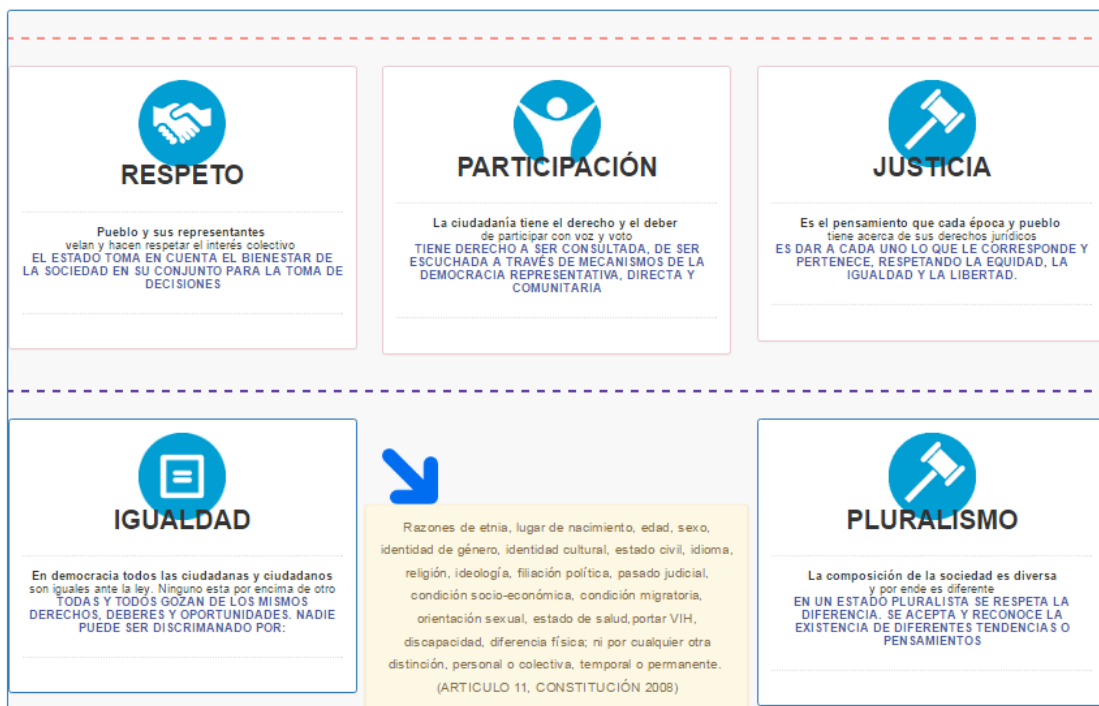 RESPETO
Pueblo y sus representantes
velan y hacen respetar el interés colectivo
EL ESTADO TOMA EN CUENTA EL BIENESTAR DE
LA SOCIEDAD EN SU CONJUNTO PARA LA TOMA DE
DECISIONES
PARTICIPACIÓN
La ciudadanía tiene el derecho y el deber
de participar con voz y voto
TIENE DERECHO A SER CONSULTADA, DE SER
ESCUCHADA A TRAVÉS DE MECANISMOS DE LA
DEMOCRACIA REPRESENTATIVA, DIRECTA Y
COMUNITARIA
JUSTICIA
Es el pensamiento que cada época y pueblo
tiene acerca de sus derechos jurídicos
ES DAR A CADA UNO LO QUE LE CORRESPONDE Y
PERTENECE, RESPETANDO LA EQUIDAD, LA
IGUALDAD Y LA LIBERTAD.
IGUALDAD
En democracia todos las ciudadanas y ciudadanos
son iguales ante la ley. Ninguno esta por encima de otro
TODAS Y TODOS GOZAN DE LOS MISMOS
DERECHOS, DEBERES Y OPORTUNIDADES. NADIE
PUEDE SER DISCRIMANADO POR:
Razones de etnia, lugar de nacimiento, edad, sexo,
identidad de género, identidad cultural, estado civil, idioma,
religión, ideología, filiación política, pasado judicial,
condición socio-económica, condición migratoria,
orientación sexual, estado de salud,portar VIH,
discapacidad, diferencia física; ni por cualquier otra
distinción, personal o colectiva, temporal o permanente.
(ARTICULO 11, CONSTITUCIÓN 2008)
PLURALISMO
La composición de la sociedad es diversa
y por ende es diferente
EN UN ESTADO PLURALISTA SE RESPETA LA
DIFERENCIA. SE ACEPTA Y RECONOCE LA
EXISTENCIA DE DIFERENTES TENDENCIAS O
PENSAMIENTOS